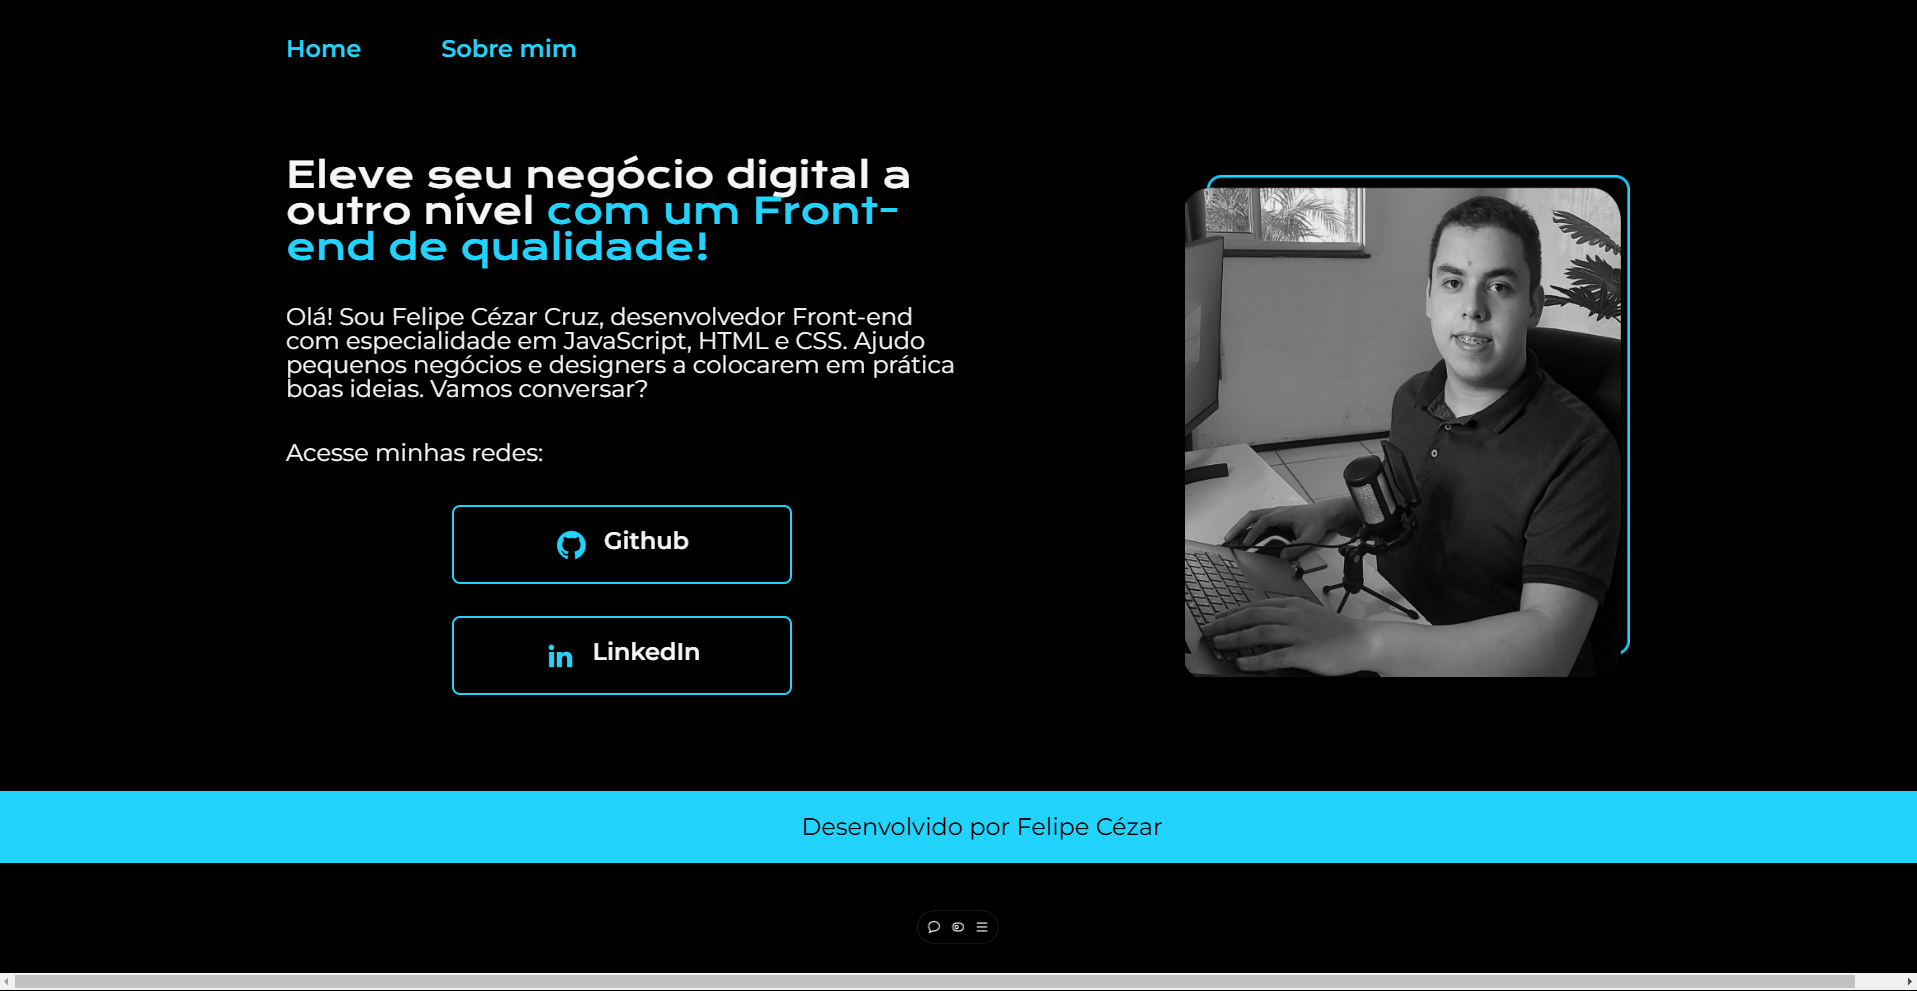 Home Sobre mim
Eleve seu negócio digital a
outro nível com um Front-
end de qualidade!
Olá! Sou Felipe Cézar Cruz, desenvolvedor Front-end
com especialidade em JavaScript, HTML e CSS. Ajudo
pequenos negócios e designers a colocarem em prática
boas ideias. Vamos conversar?
Acesse minhas redes:
Github
in LinkedIn
Desenvolvido por Felipe Cézar